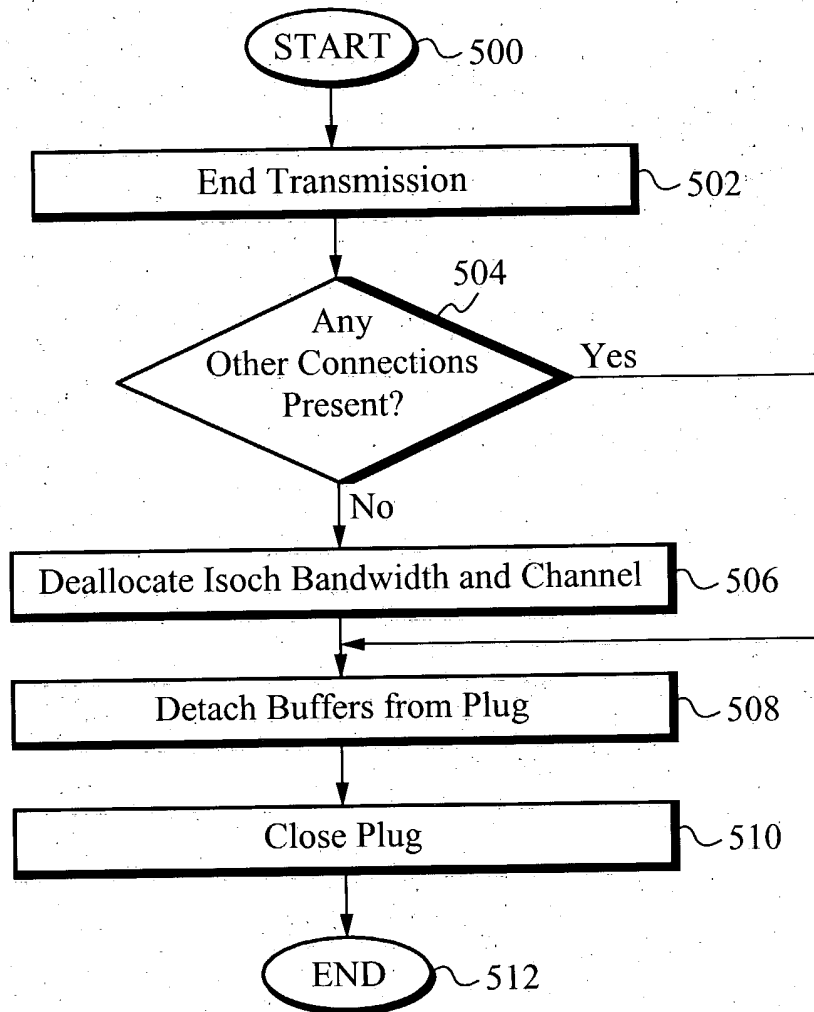 START
500
End Transmission
502
504
Any
Other Connections
Present?
Yes
No
Deallocate Isoch Bandwidth and Channel
506
Detach Buffers from Plug
508
Close Plug
510
END
512